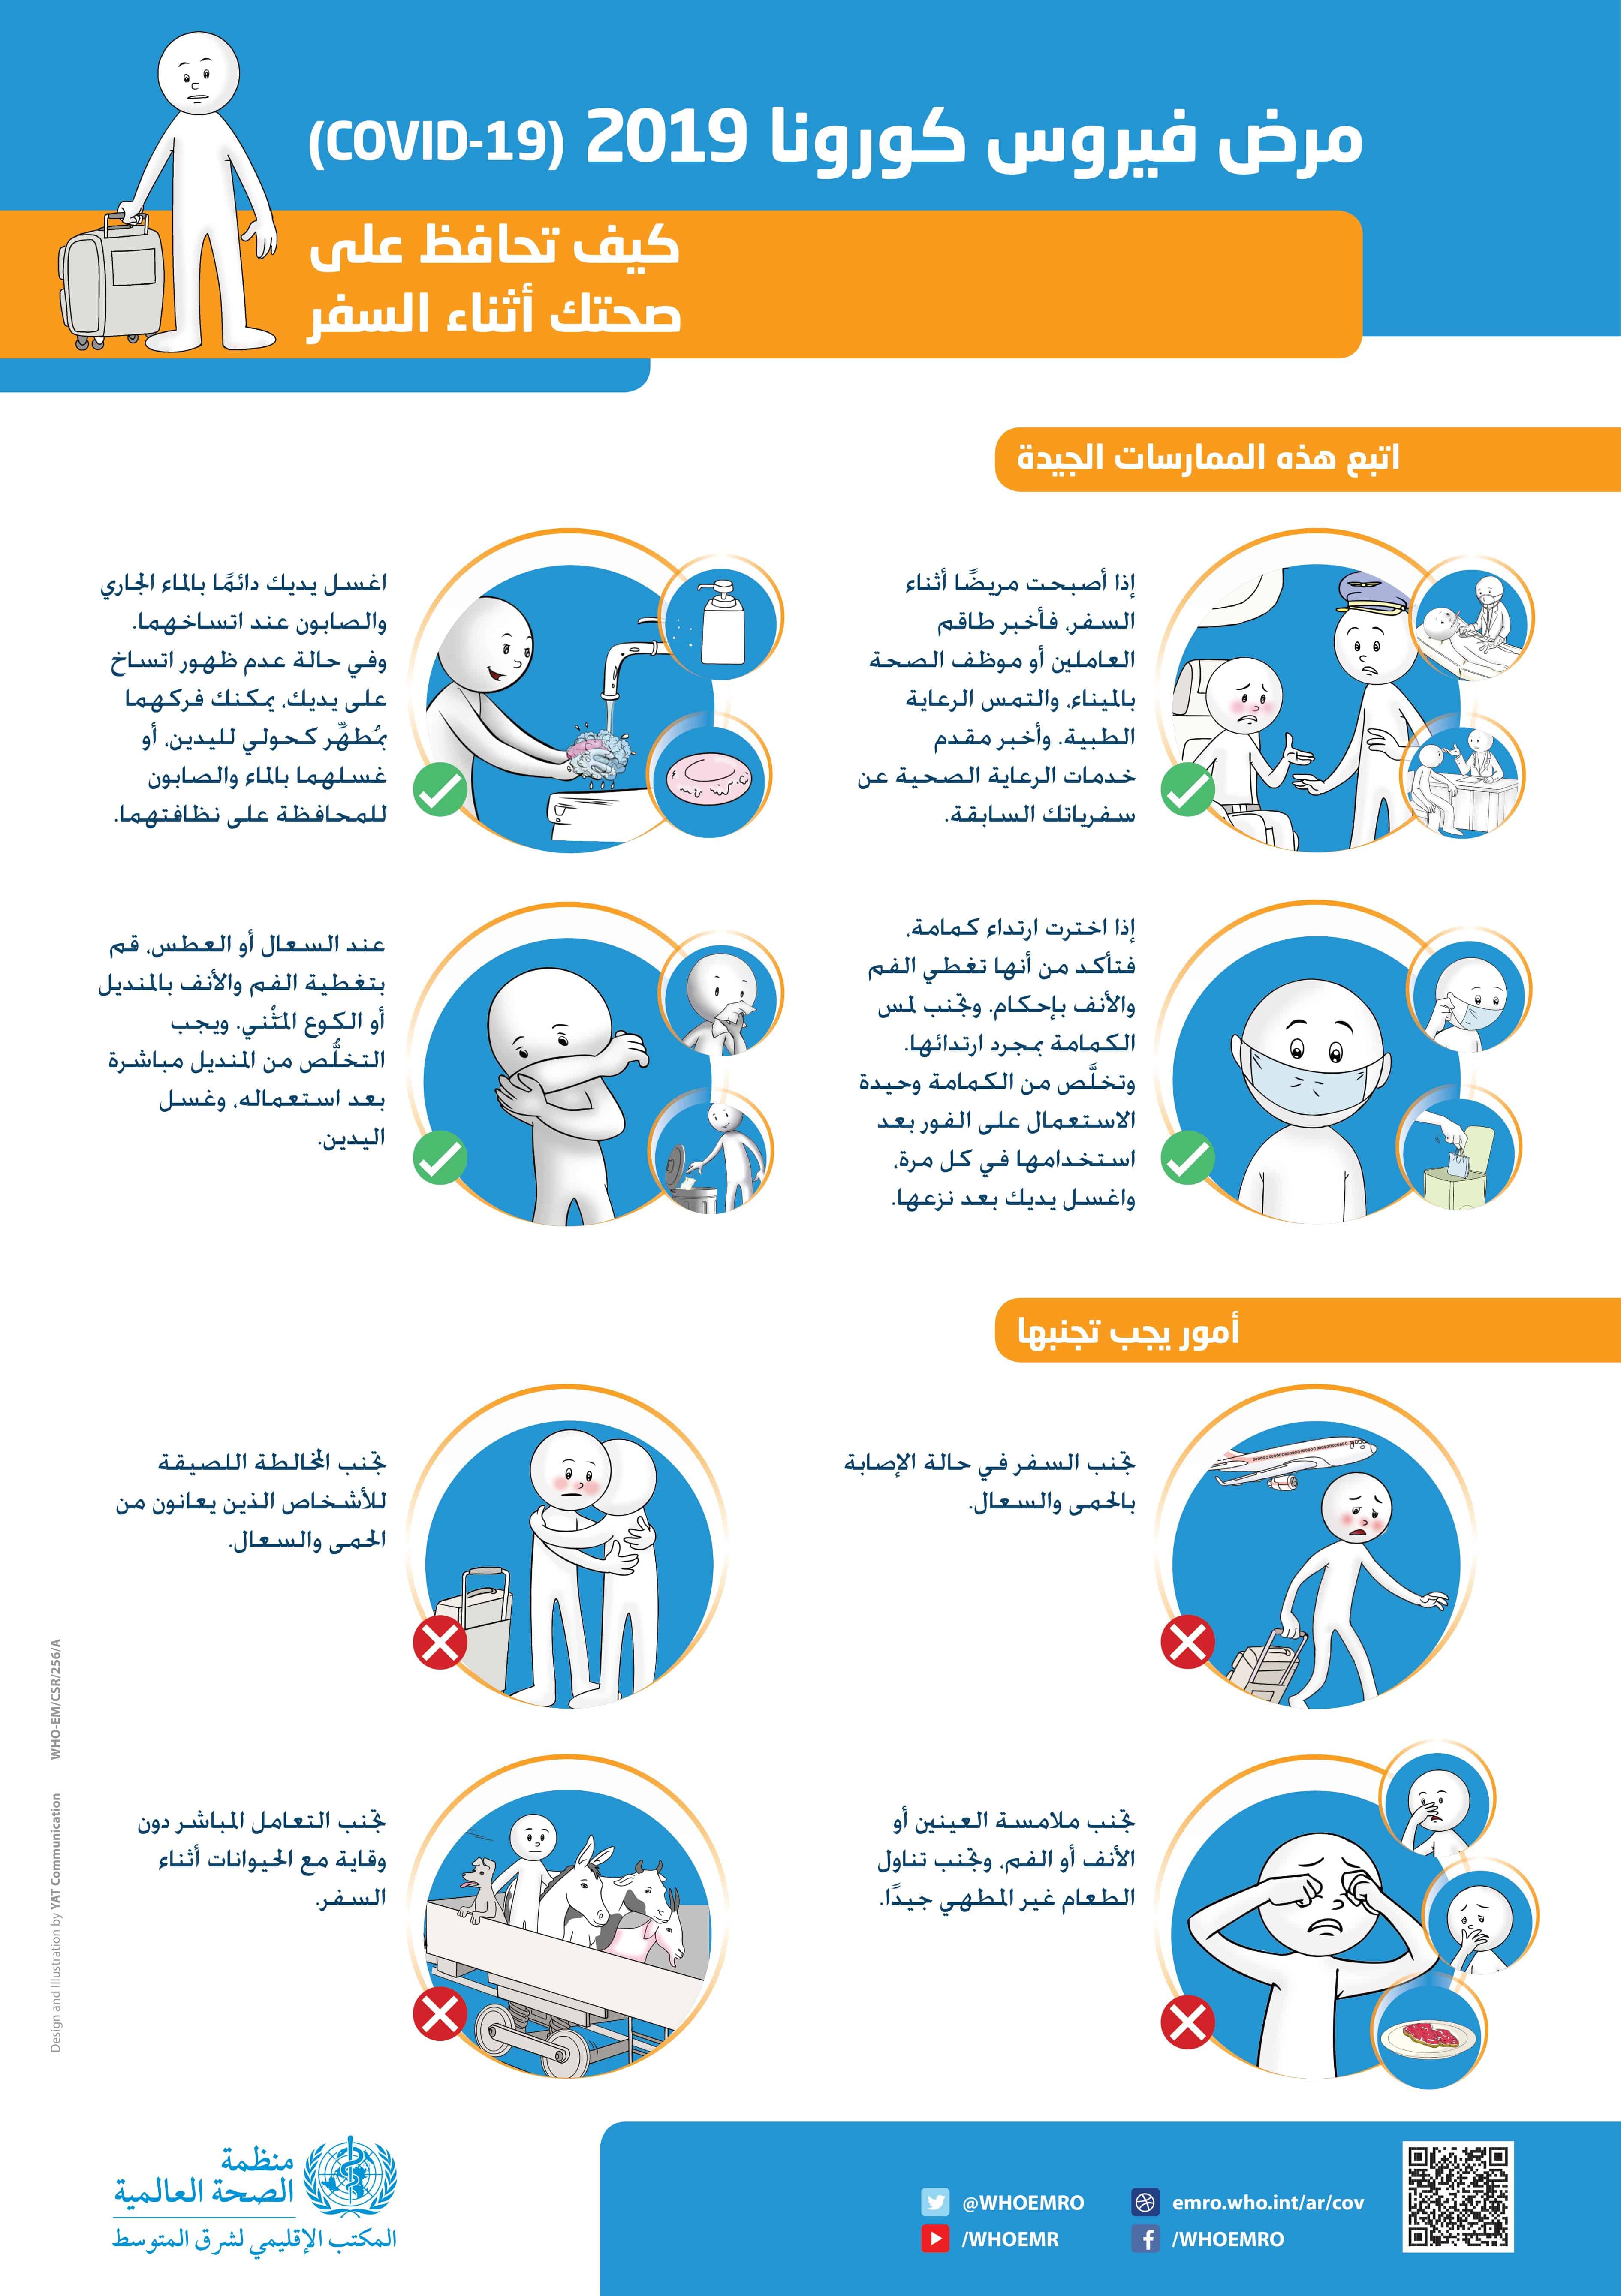 مرض فيروس كورونا 2019 (COVID-19)
كيف تحافظ على
صحتك أثناء السفر
اتبع هذه الممارسات الجيدة
إذا أصبحت مريضًا أثناء
السفر، فأخبر طاقم
العاملين أو موظف الصحة
بالميناء، والتمس الرعاية
الطبية. وأخبر مقدم
خدمات الرعاية الصحية عن
سفرياتك السابقة.
اغسل يديك دائمًا بالماء الجاري
والصابون عند اتساخهما.
وفي حالة عدم ظهور اتساخ
على يديك، يمكنك فركهما
بمُطهِّر كحولي لليدين، أو
غسلهما بالماء والصابون
للمحافظة على نظافتهما.
إذا اخترت ارتداء كمامة،
فتأكد من أنها تغطي الفم
والأنف بإحكام. وتجنب لمس
الكمامة بمجرد ارتدائها.
وتخلَّص من الكمامة وحيدة
الاستعمال على الفور بعد
استخدامها في كل مرة،
واغسل يديك بعد نزعها.
عند السعال أو العطس، قم
بتغطية الفم والأنف بالمنديل
أو الكوع المَثْني. ويجب
التخلُّص من المنديل مباشرة
بعد استعماله، وغسل
اليدين.
أمور يجب تجنبها
تجنب السفر في حالة الإصابة
بالحمى والسعال.
تجنب المخالطة اللصيقة
للأشخاص الذين يعانون من
الحمى والسعال.
تجنب ملامسة العينين أو
الأنف أو الفم، وتجنب تناول
الطعام غير المطهي جيدًا.
تجنب التعامل المباشر دون
وقاية مع الحيوانات أثناء
السفر.
Design and Illustration by YAT Communication WHO-EM/CSR/256/A
منظمة
الصحة العالمية
المكتب الإقليمي لشرق المتوسط
@WHOEMRO
emro.who.int/ar/cov
/WHOEMR
/WHOEMRO